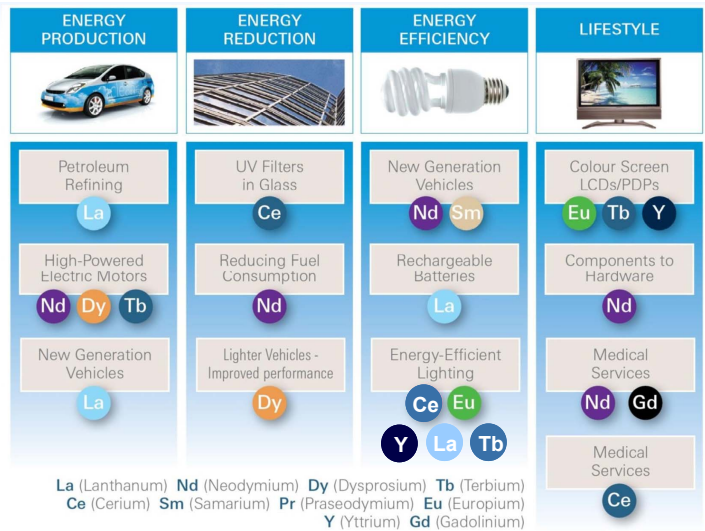 ENERGY
PRODUCTION
ENERGY
REDUCTION
ENERGY
EFFICIENCY
LIFESTYLE
Petroleum
Refining
La
High-Powered
Electric Motors
Nd Dy Tb
New Generation
Vehicles
La
UV Filters
in Glass
Ce
Reducing Fuel
Consumption
Nd
Lighter Vehicles -
Improved performance
Dy
New Generation
Vehicles
Nd Sm
Rechargeable
Batteries
La
Energy-Efficient
Lighting
Ce Eu
Y La Tb
Colour Screen
LCDs/PDPs
Eu Tb Y
Components to
Hardware
Nd
Medical
Services
Nd Gd
Medical
Services
Ce
La (Lanthanum) Nd (Neodymium) Dy (Dysprosium) Tb (Terbium)
Ce (Cerium) Sm (Samarium) Pr (Praseodymium) Eu (Europium)
Y (Yttrium) Gd (Gadolinium)